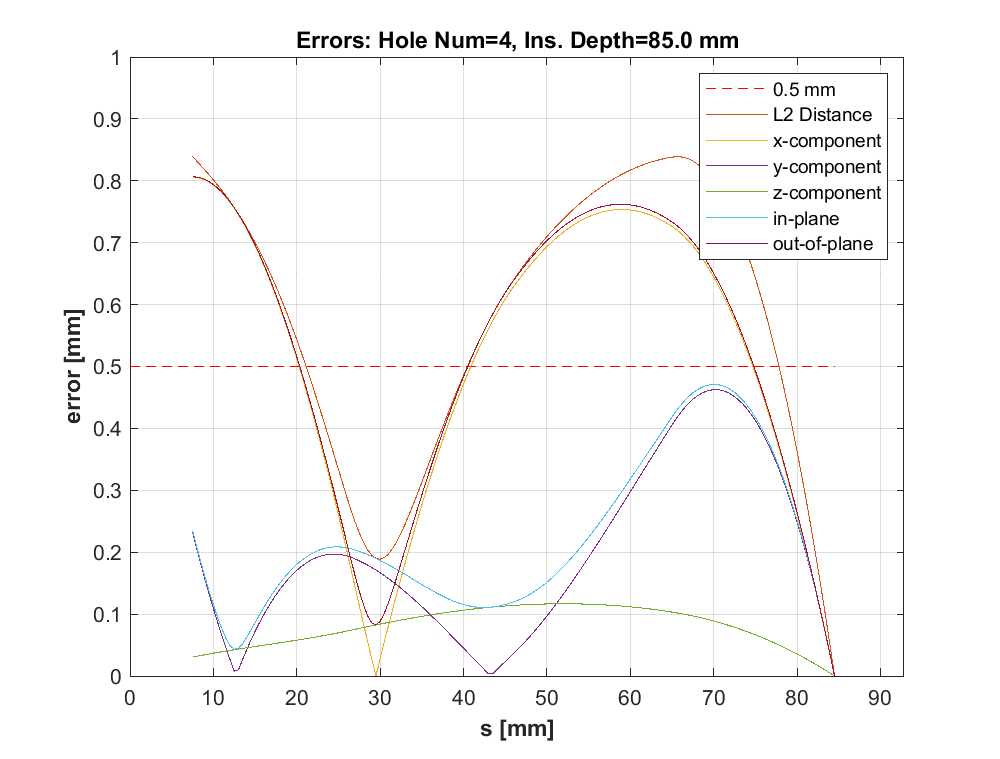 Errors: Hole Num=4, Ins. Depth=85.0 mm
1
0.9
0.8
0.7
0.6
0.5
0.4
0.3
0.2
0.1
0
error [mm]
0.5 mm
L2 Distance
x-component
y-component
z-component
in-plane
out-of-plane
0 10 20 30 40 50 60 70 80 90
s [mm]